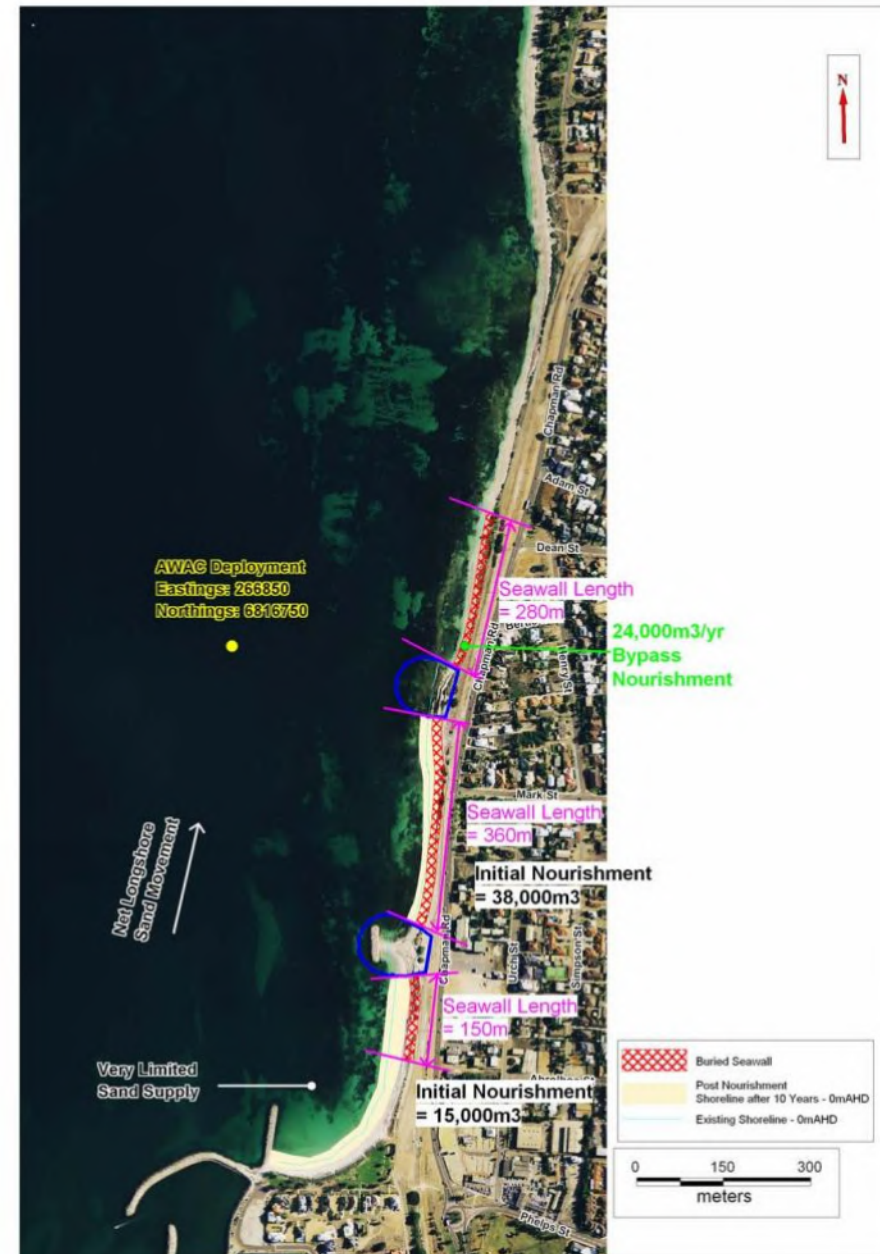 N
Chapman Rd
Adam St
Dean St
AWAC Deployment
Eastings: 266850
Northings: 6816750
Seawall Length
= 280m
24,000m3/yr
Bypass
Nourishment
Chapman Rd
Henry St
Mark St
Seawall Length
= 360m
Net Longshore
Sand Movement
Initial Nourishment
= 38,000m3
Chapman Rd
Urch St
Simpson St
Seawall Length
= 150m
Very Limited
Sand Supply
Initial Nourishment
= 15,000m3
Buried Seawall
Post Nourishment
Shoreline after 10 Years - 0mAHD
Existing Shoreline - 0mAHD
0 150 300
meters
Phelps St